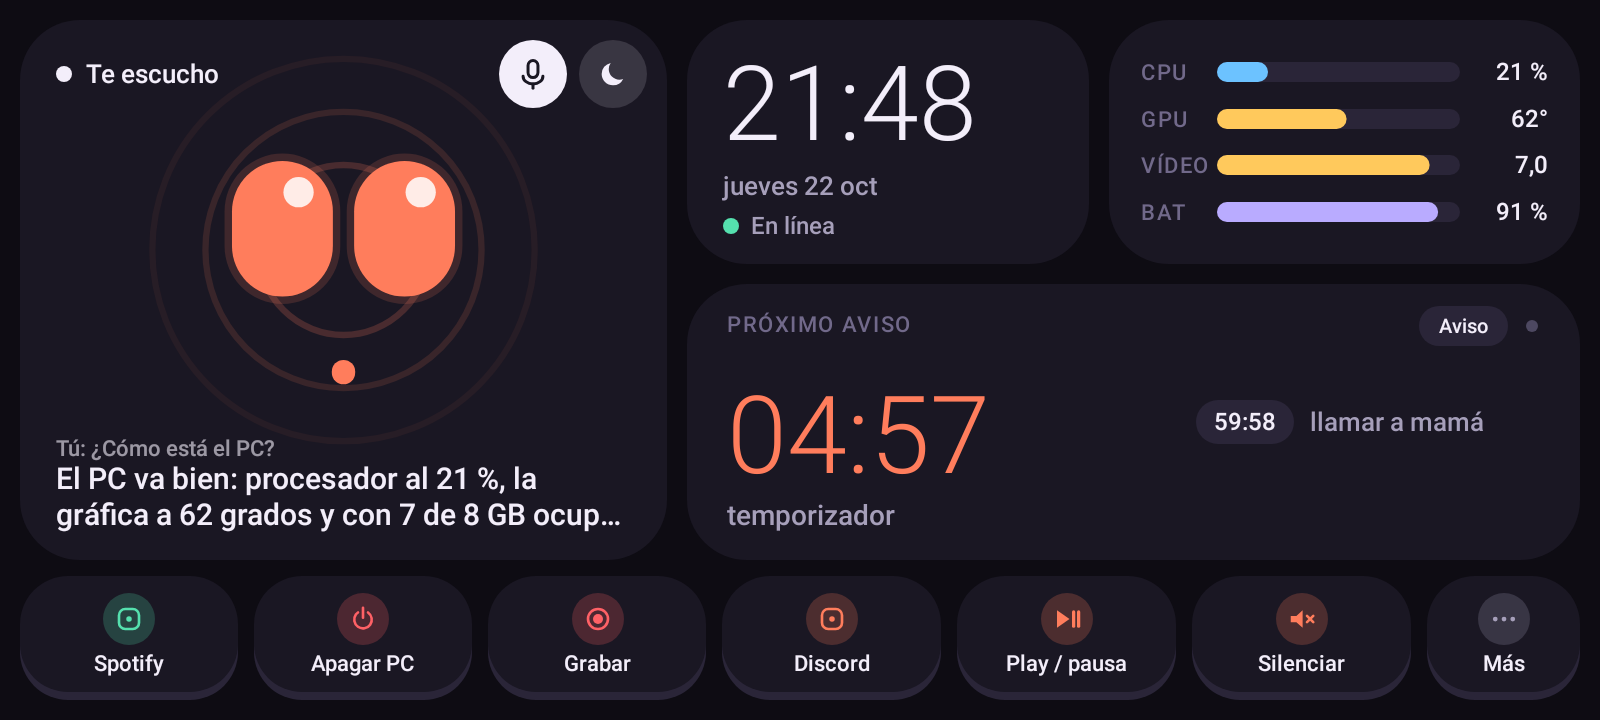 Te escucho
Tú: ¿Cómo está el PC?
El PC va bien: procesador al 21 %, la
gráfica a 62 grados y con 7 de 8 GB ocup...
21:48
jueves 22 oct
En línea
CPU 21 %
GPU 62°
VÍDEO 7,0
BAT 91 %
PRÓXIMO AVISO
Aviso
04:57
temporizador
59:58 llamar a mamá
Spotify
Apagar PC
Grabar
Discord
Play / pausa
Silenciar
Más